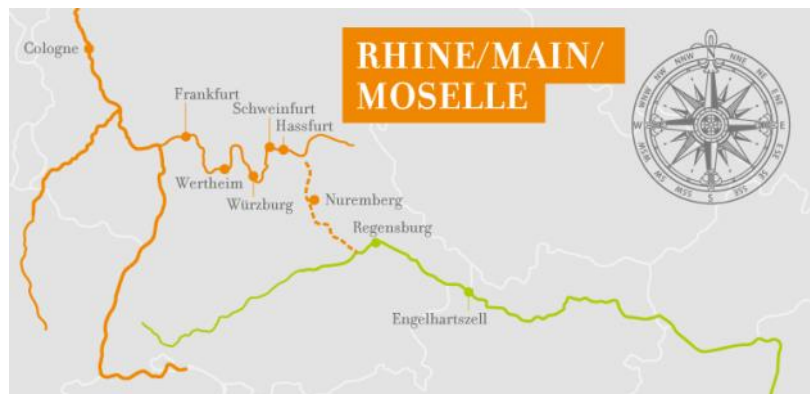 RHINE/MAIN/
MOSELLE
Cologne
Frankfurt
Schweinfurt
Hassfurt
Wertheim
Würzburg
Nuremberg
Regensburg
Engelhartszell
N
NNE
NE
ENE
E
ESE
SE
SSE
S
SSW
SW
WSW
W
WNW
NW
NNW